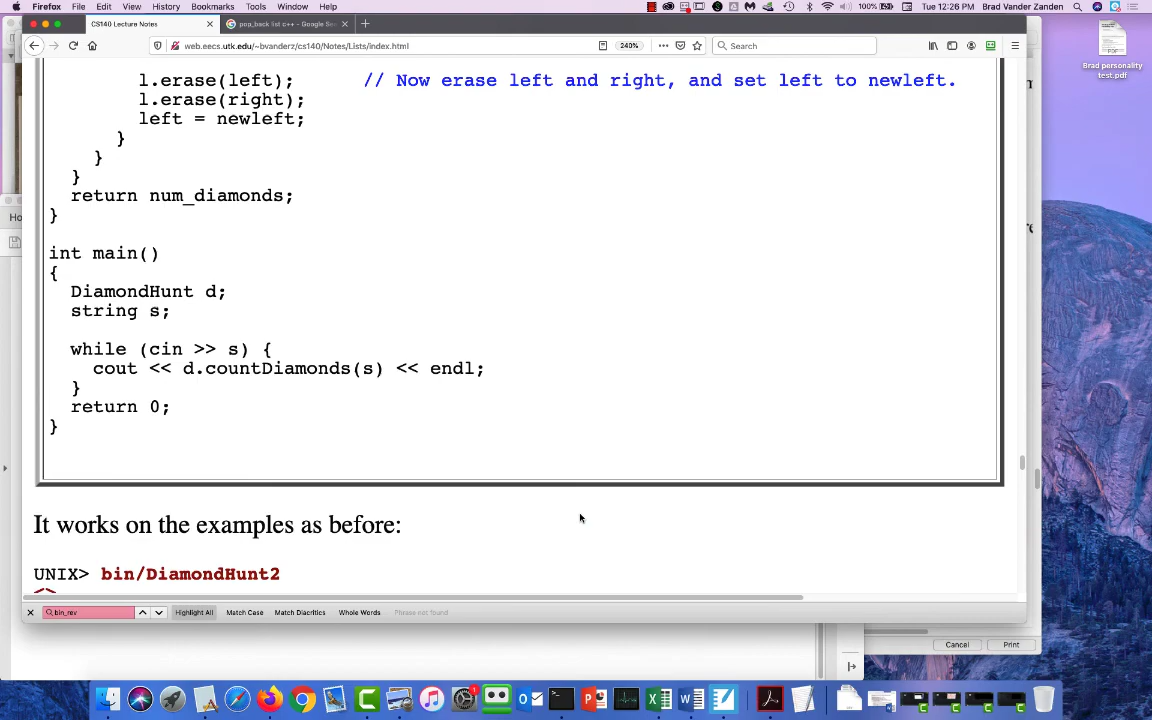 Firefox File Edit View History Bookmarks Tools Window Help 100% Tue 12:26 PM Brad Vander Zanden
CS140 Lecture Notes pop_back list c++ - Google Se
web.eecs.utk.edu/~bvanderz/cs140/Notes/Lists/index.html 240% Search
Brad personality
test.pdf
l.erase(left); // Now erase left and right, and set left to newleft.
l.erase(right);
left = newleft;
}
}
}
return num_diamonds;
}
Ho
int main()
{
DiamondHunt d;
string s;
while (cin >> s) {
cout << d.countDiamonds(s) << endl;
}
return 0;
}
It works on the examples as before:
UNIX> bin/DiamondHunt2
bin_rev Highlight All Match Case Match Diacritics Whole Words Phrase not found
Cancel Print